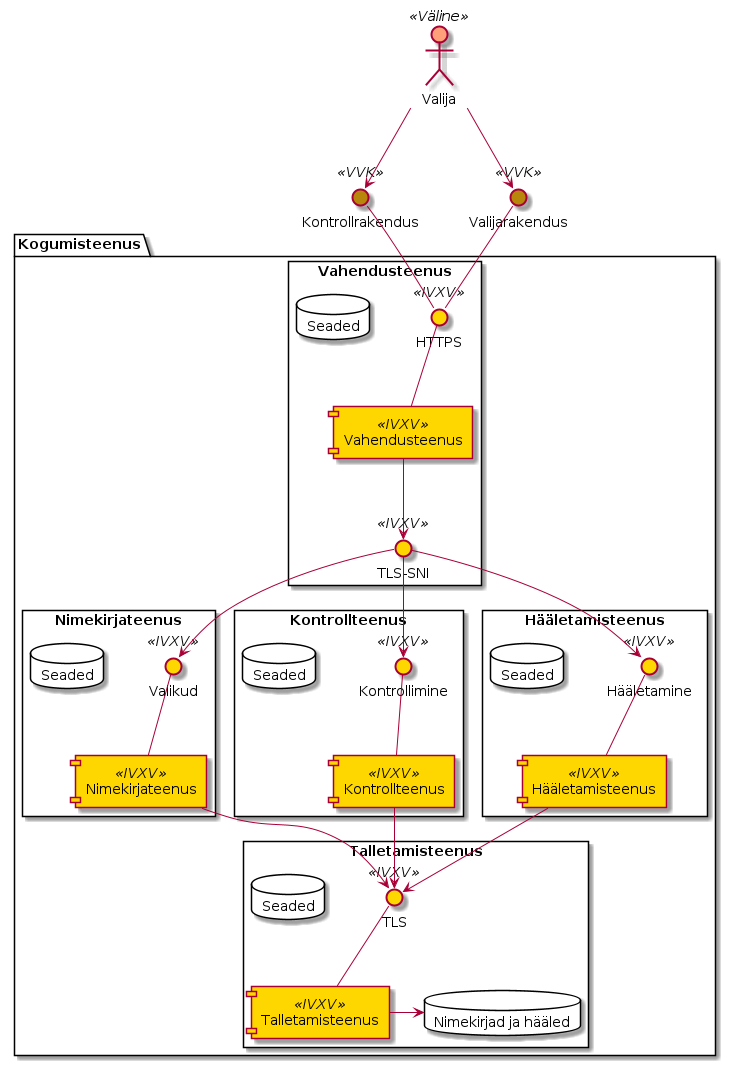 «Väline»
Valija
«VVK»
«VVK»
Kontrollrakendus
Valijarakendus
Kogumisteenus
Vahendusteenus
«IVXV»
Seaded
HTTPS
«IVXV»
Vahendusteenus
«IVXV»
TLS-SNI
Nimekirjateenus
Kontrollteenus
Hääletamisteenus
«IVXV»
«IVXV»
«IVXV»
Seaded
Seaded
Seaded
Valikud
Kontrollimine
Hääletamine
«IVXV»
Nimekirjateenus
«IVXV»
Kontrollteenus
«IVXV»
Hääletamisteenus
Talletamisteenus
«IVXV»
Seaded
TLS
«IVXV»
Talletamisteenus
Nimekirjad ja hääled